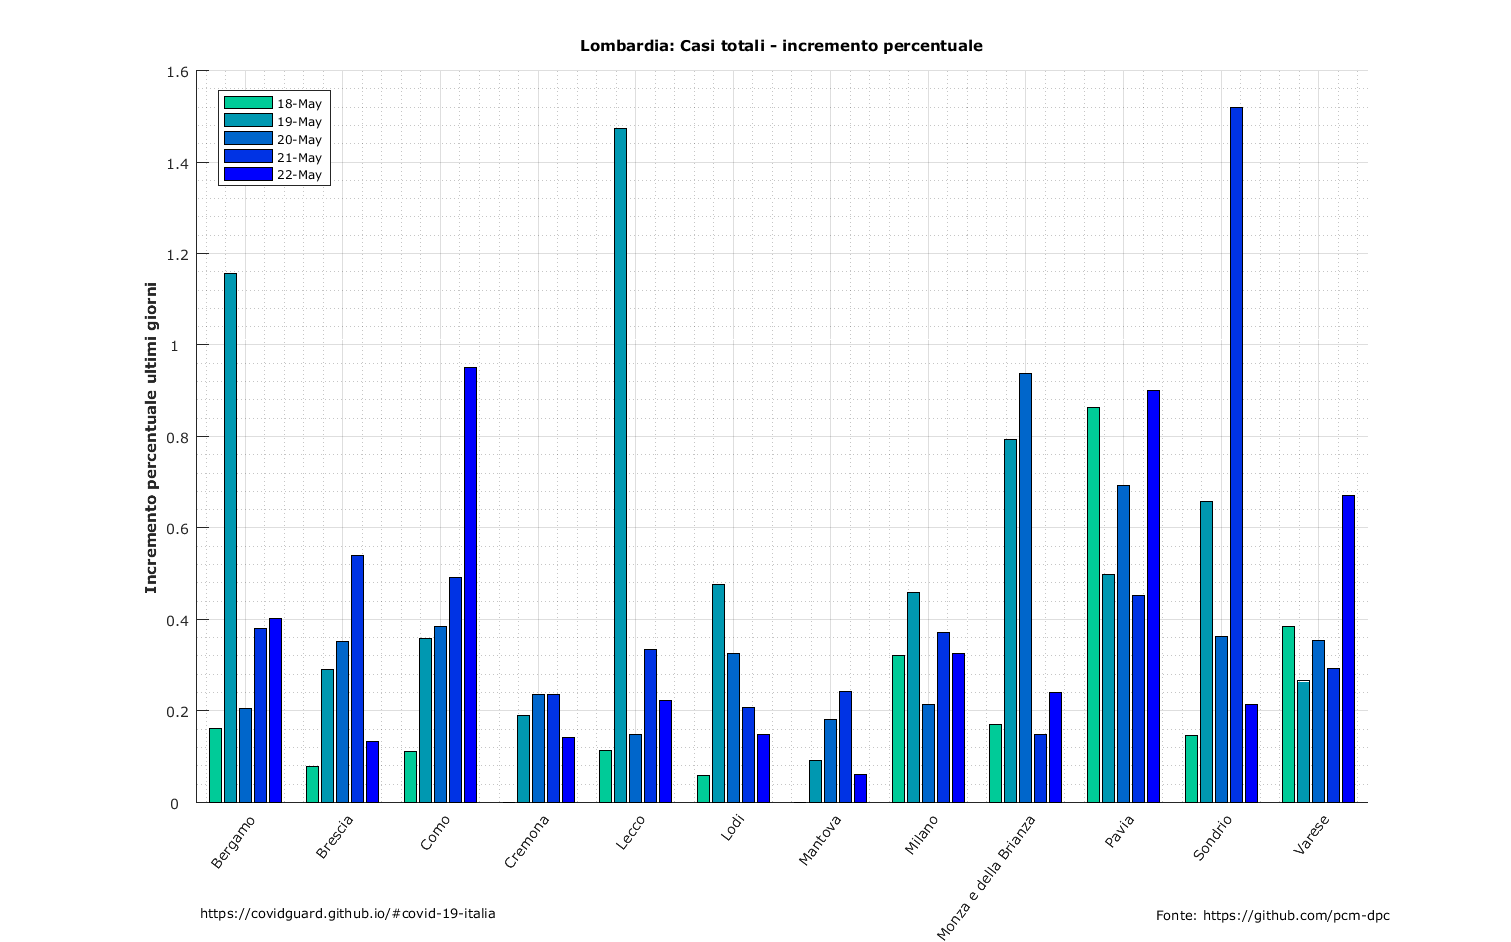 Lombardia: Casi totali - incremento percentuale
1.6
1.4
1.2
1
0.8
0.6
0.4
0.2
0
Incremento percentuale ultimi giorni
18-May
19-May
20-May
21-May
22-May
Bergamo
Brescia
Como
Cremona
Lecco
Lodi
Mantova
Milano
Monza e della Brianza
Pavia
Sondrio
Varese
https://covidguard.github.io/#covid-19-italia
Fonte: https://github.com/pcm-dpc